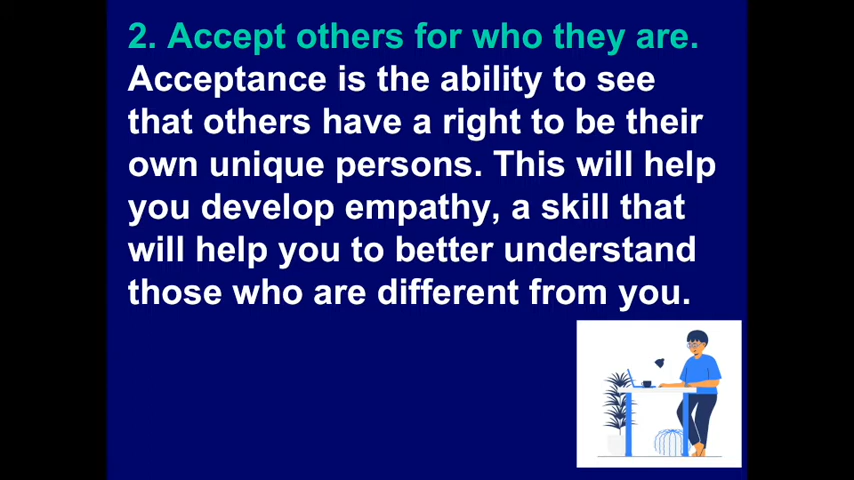 2. Accept others for who they are.
Acceptance is the ability to see
that others have a right to be their
own unique persons. This will help
you develop empathy, a skill that
will help you to better understand
those who are different from you.